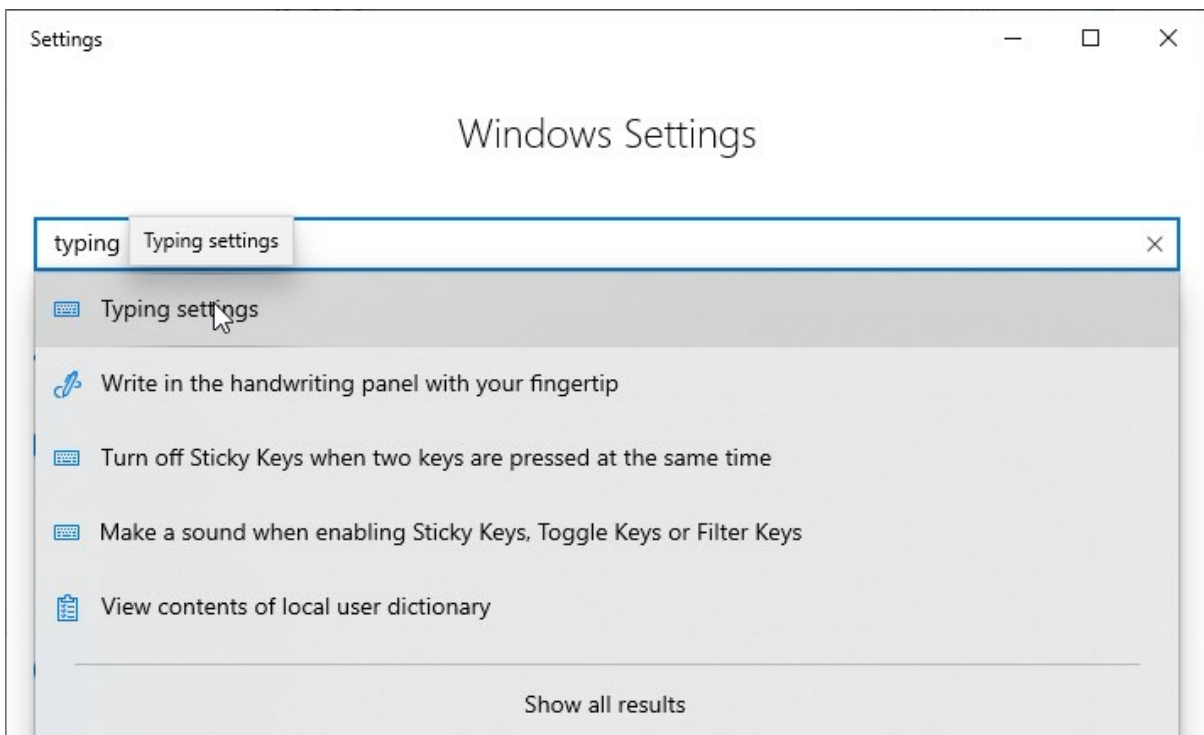 Settings
Windows Settings
typing Typing settings
Typing settings
Write in the handwriting panel with your fingertip
Turn off Sticky Keys when two keys are pressed at the same time
Make a sound when enabling Sticky Keys, Toggle Keys or Filter Keys
View contents of local user dictionary
Show all results